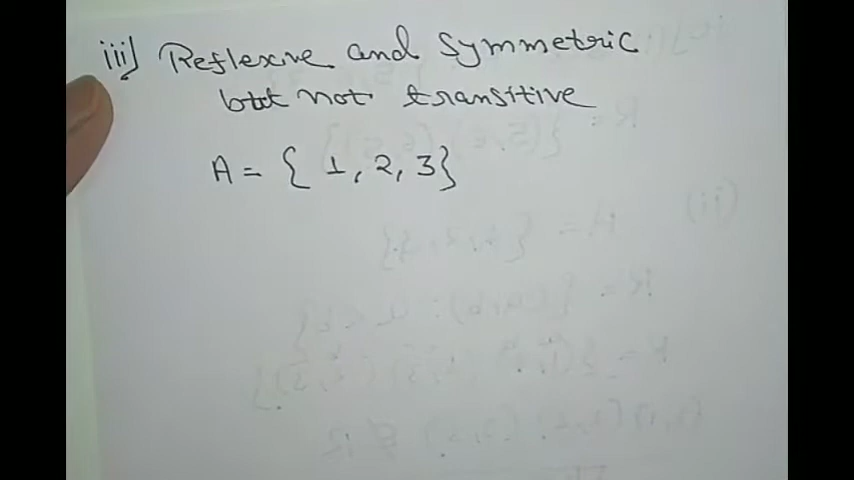 iii) Reflexive and Symmetric
but not transitive
A = { 1, 2, 3}